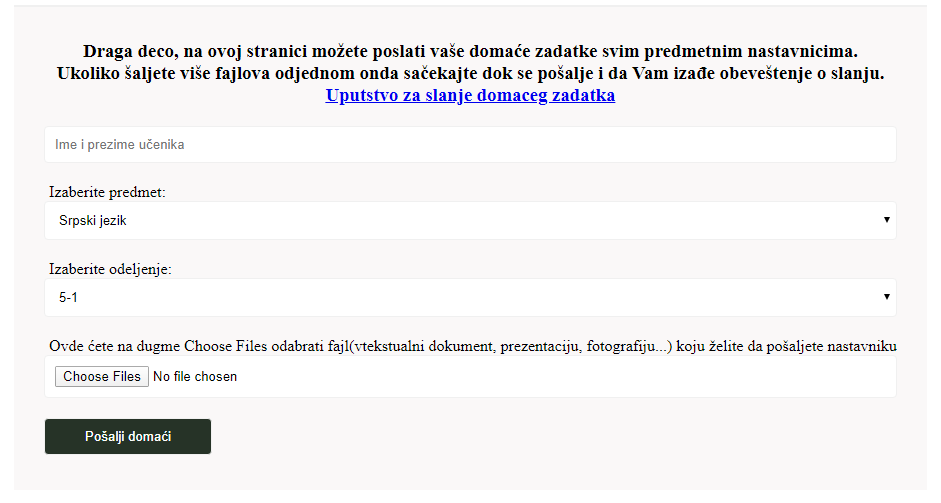 Draga deco, na ovoj stranici možete poslati vaše domaće zadatke svim predmetnim nastavnicima.
Ukoliko šaljete više fajlova odjednom onda sačekajte dok se pošalje i da Vam izađe obeveštenje o slanju.
Uputstvo za slanje domaceg zadatka
Ime i prezime učenika
Izaberite predmet:
Srpski jezik
Izaberite odeljenje:
5-1
Ovde ćete na dugme Choose Files odabrati fajl(vtekstualni dokument, prezentaciju, fotografiju...) koju želite da pošaljete nastavniku
Choose Files No file chosen
Pošalji domaći